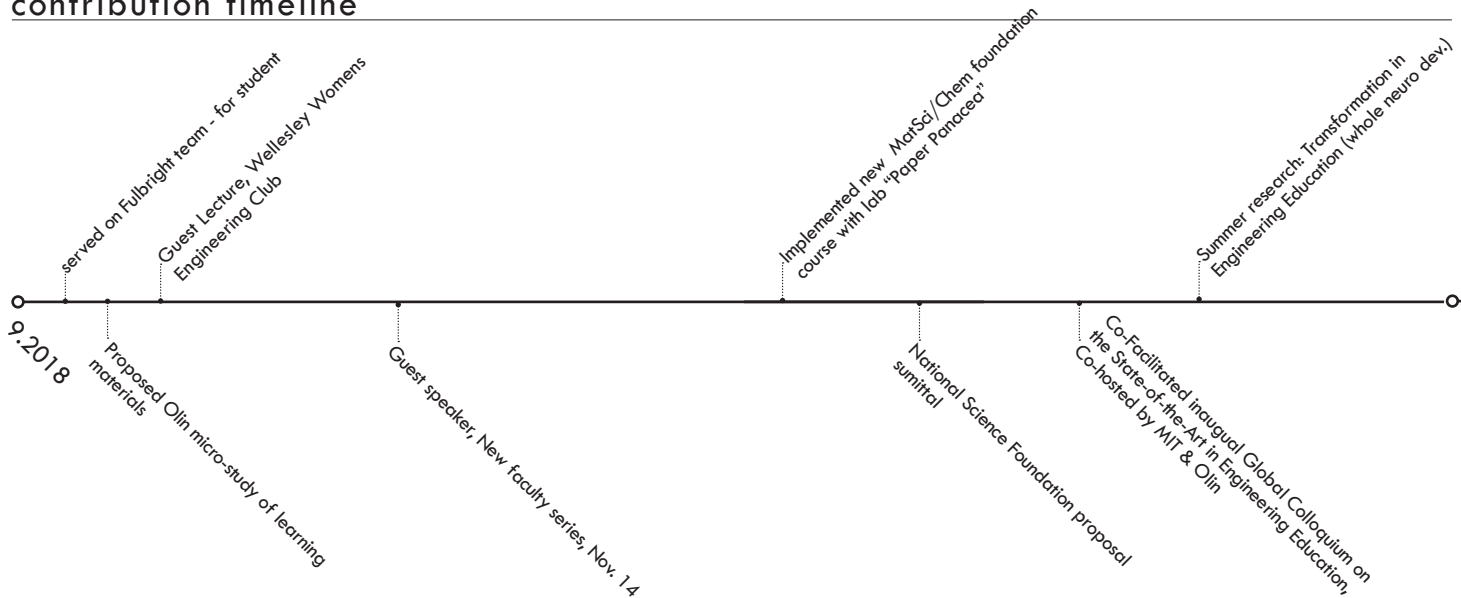 contribution timeline
served on Fulbright team - for student
Guest Lecture, Wellesley Womens
Engineering Club
Implemented new MatSci/Chem foundation
course with lab “Paper Panacea”
Summer research: Transformation in
Engineering Education (whole neuro dev.)
9.2018
Proposed Olin micro-study of learning
materials
Guest speaker, New faculty series, Nov. 14
National Science Foundation proposal
sumittal
Co-Facilitated inaugual Global Colloquium on
the State-of-the-Art in Engineering Education,
Co-hosted by MIT & Olin